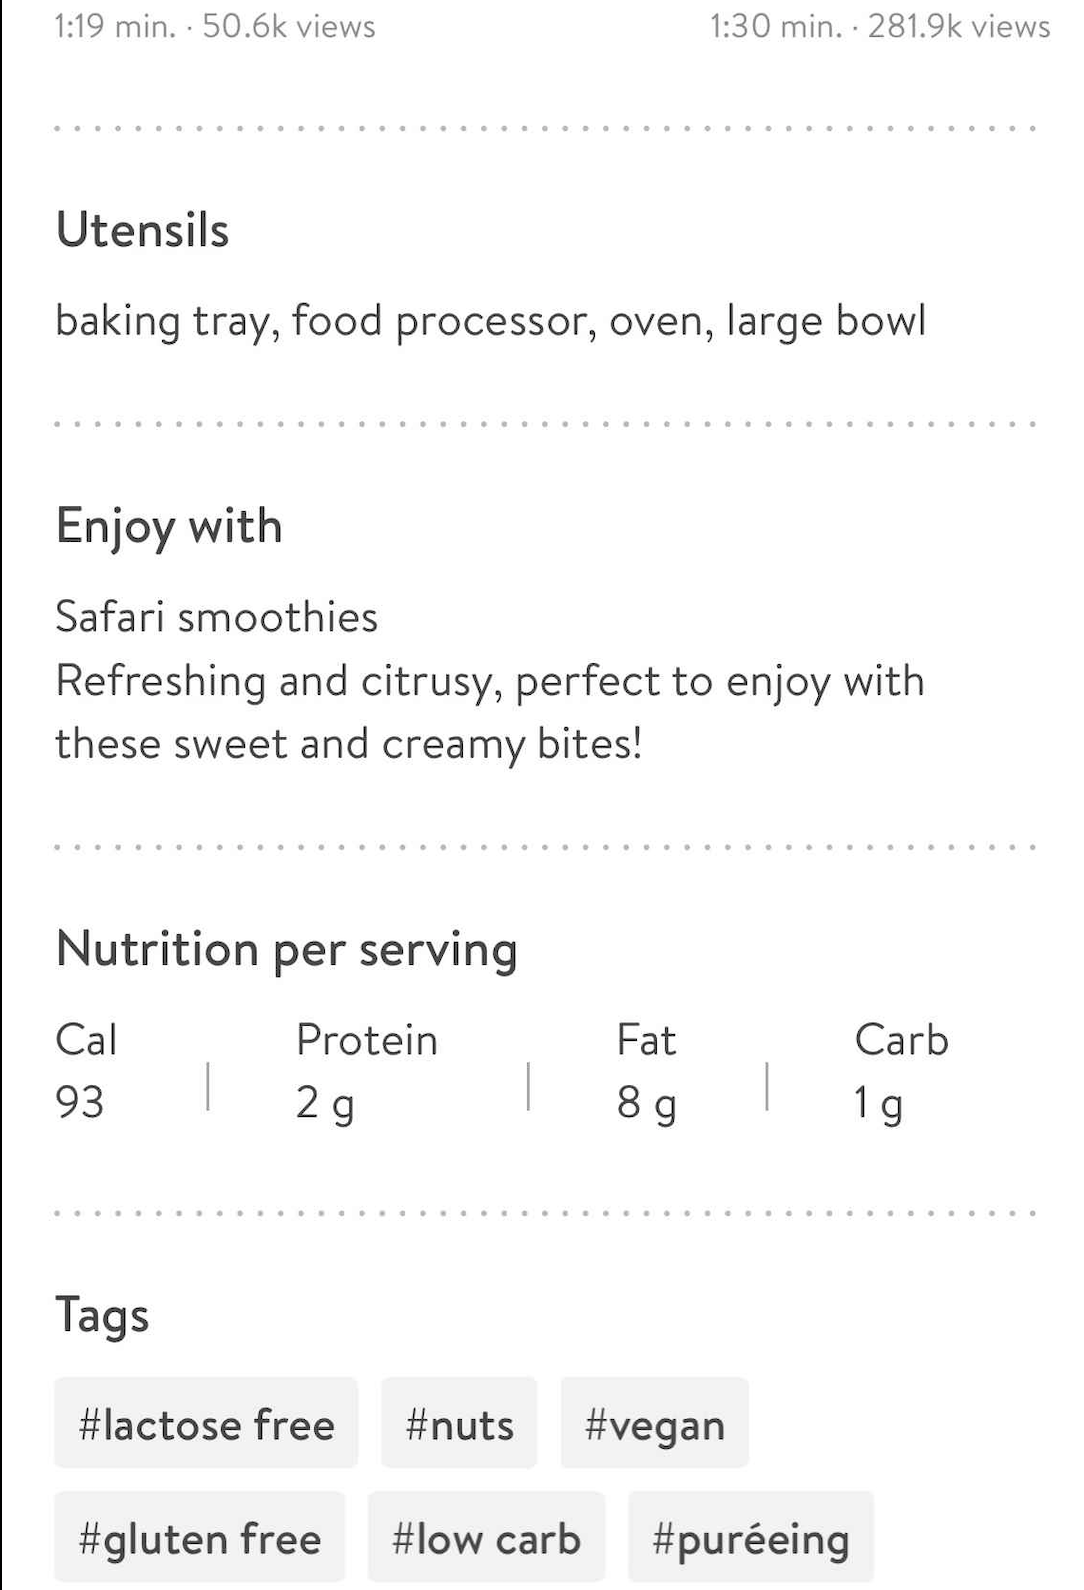 1:19 min. · 50.6k views 1:30 min. · 281.9k views
Utensils
baking tray, food processor, oven, large bowl
Enjoy with
Safari smoothies
Refreshing and citrusy, perfect to enjoy with
these sweet and creamy bites!
Nutrition per serving
Cal Protein Fat Carb
93 2 g 8 g 1 g
Tags
#lactose free #nuts #vegan
#gluten free #low carb #puréeing